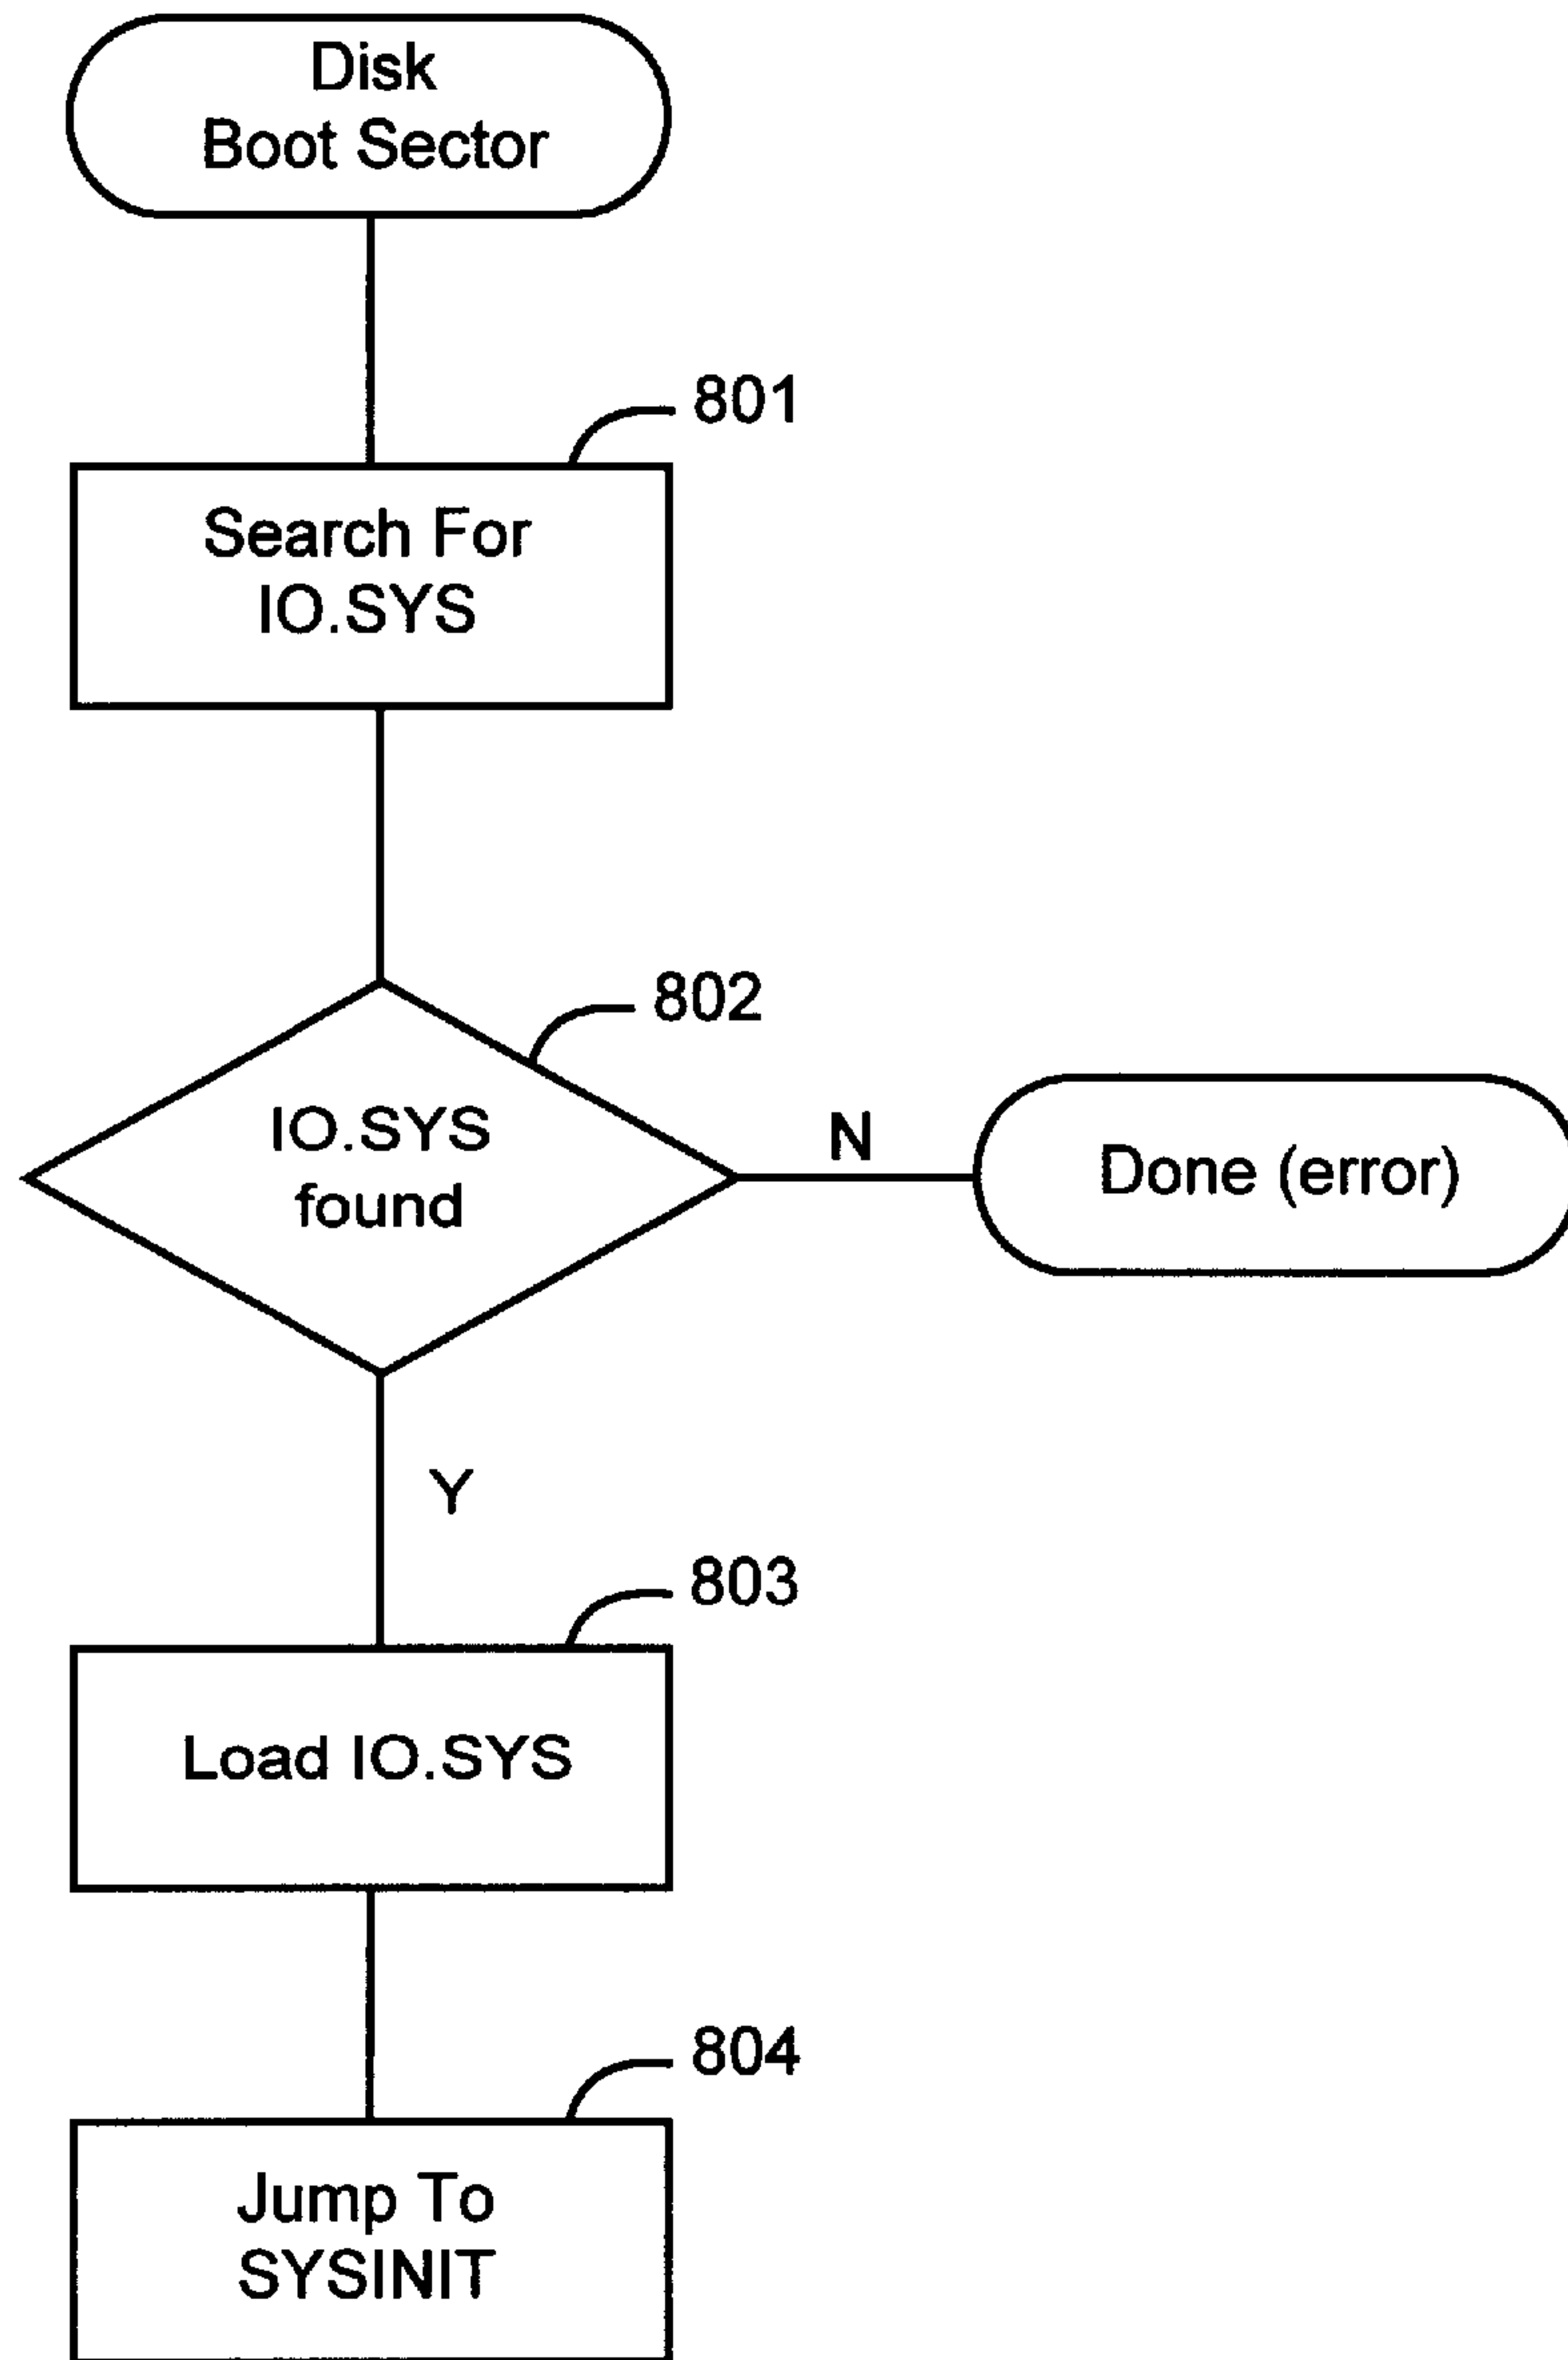 Disk
Boot Sector
801
Search For
IO.SYS
802
IO.SYS
found
N
Done (error)
Y
803
Load IO.SYS
804
Jump To
SYSINIT